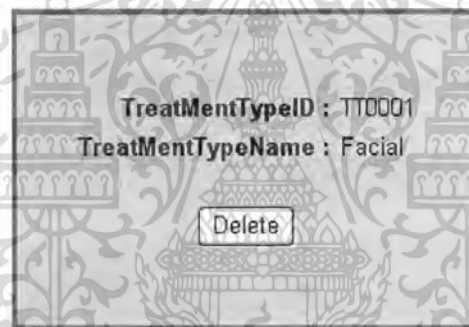 TreatMentTypeID : TT0001
TreatMentTypeName : Facial
Delete